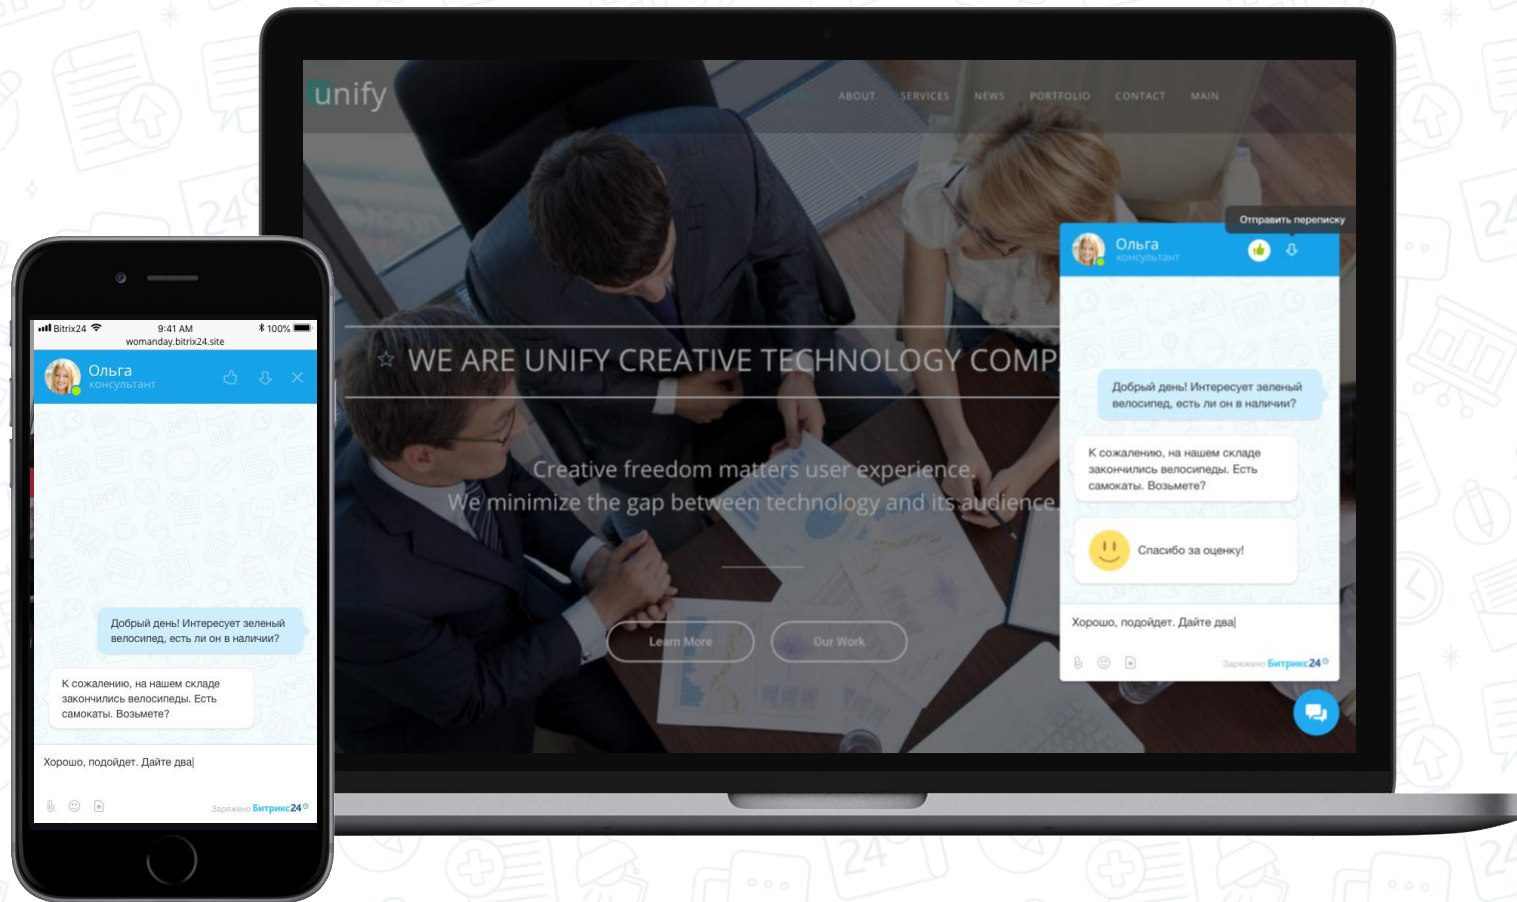 unify
ABOUT SERVICES NEWS PORTFOLIO CONTACT MAIN
WE ARE UNIFY CREATIVE TECHNOLOGY COMP
Creative freedom matters user experience.
We minimize the gap between technology and its audience.
Learn More
Our Work
Отправить переписку
Ольга
консультант
Добрый день! Интересует зеленый
велосипед, есть ли он в наличии?
К сожалению, на нашем складе
закончились велосипеды. Есть
самокаты. Возьмете?
Спасибо за оценку!
Хорошо, подойдет. Дайте два
Заряжено Битрикс24
Bitrix24 9:41 AM 100%
womanday.bitrix24.site
Ольга
консультант
Добрый день! Интересует зеленый
велосипед, есть ли он в наличии?
К сожалению, на нашем складе
закончились велосипеды. Есть
самокаты. Возьмете?
Хорошо, подойдет. Дайте два
Заряжено Битрикс24
24
24
24
24